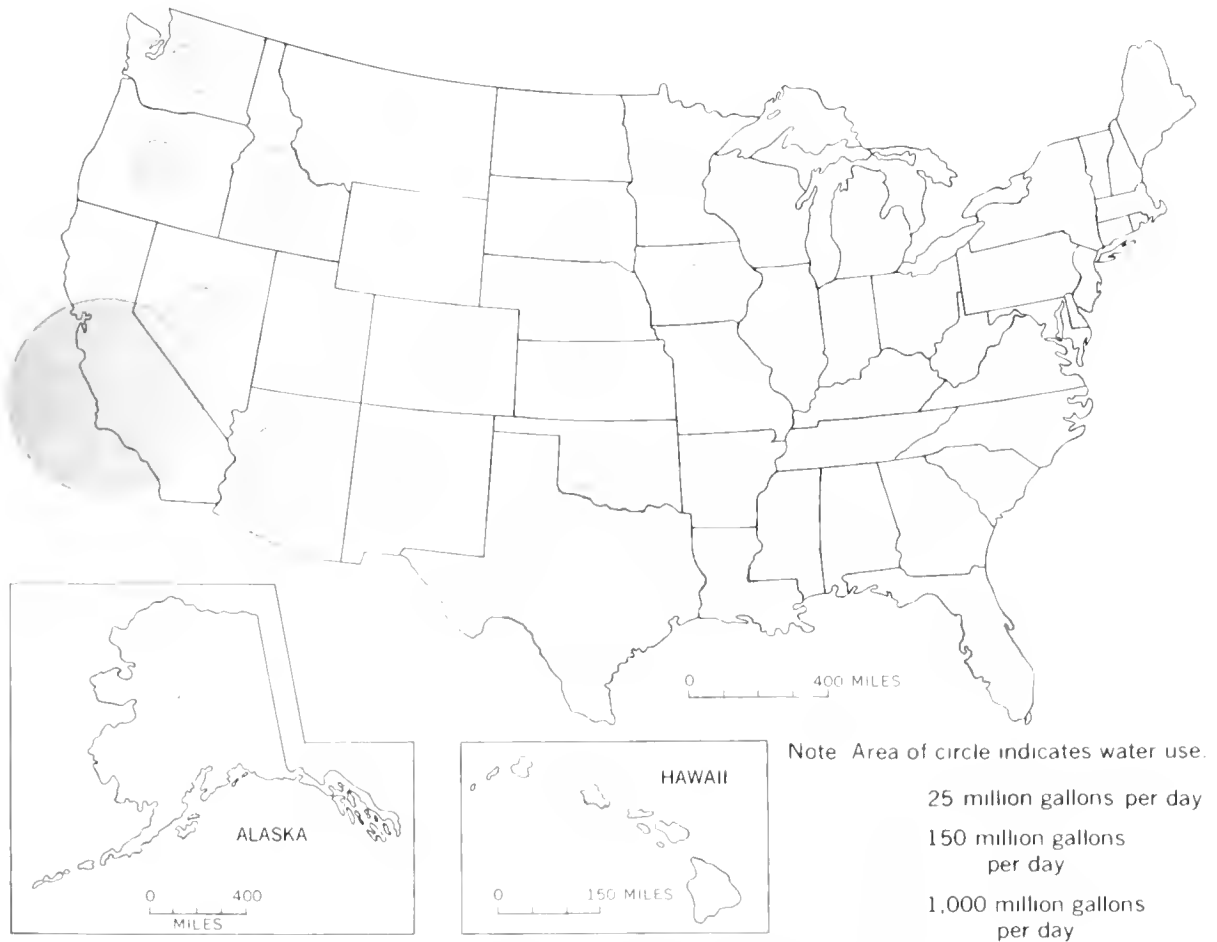 0 400 MILES
HAWAII
0 150 MILES
ALASKA
0 400
MILES
Note Area of circle indicates water use.
25 million gallons per day
150 million gallons
per day
1,000 million gallons
per day